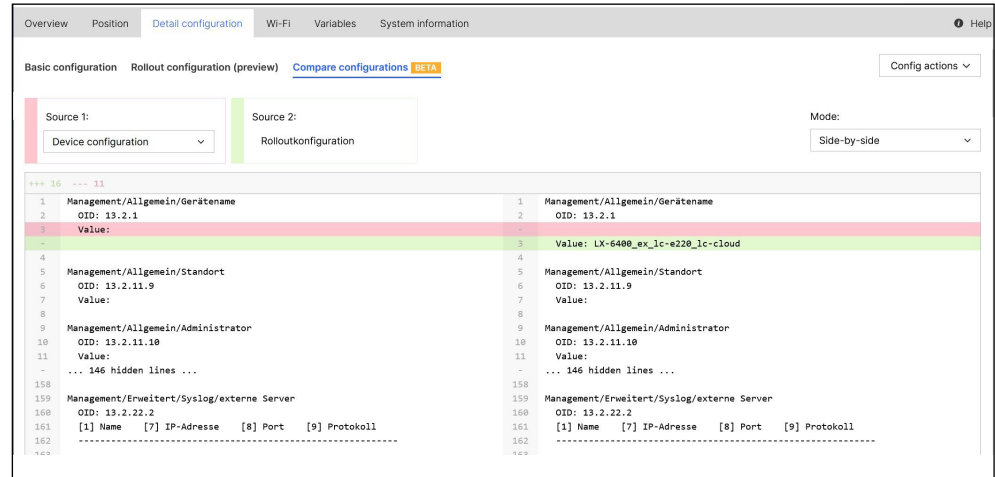 Overview Position Detail configuration Wi-Fi Variables System information Help
Basic configuration Rollout configuration (preview) Compare configurations BETA Config actions
Source 1: Source 2: Mode:
Device configuration Rolloutkonfiguration Side-by-side
+++ 16 --- 11
1 Management/Allgemein/Gerätename 1 Management/Allgemein/Gerätename
2 OID: 13.2.1 2 OID: 13.2.1
3 Value: -
- 3 Value: LX-6400_ex_lc-e220_lc-cloud
4 4
5 Management/Allgemein/Standort 5 Management/Allgemein/Standort
6 OID: 13.2.11.9 6 OID: 13.2.11.9
7 Value: 7 Value:
8 8
9 Management/Allgemein/Administrator 9 Management/Allgemein/Administrator
10 OID: 13.2.11.10 10 OID: 13.2.11.10
11 Value: 11 Value:
- ... 146 hidden lines ... - ... 146 hidden lines ...
158 158
159 Management/Erweitert/Syslog/externe Server 159 Management/Erweitert/Syslog/externe Server
160 OID: 13.2.22.2 160 OID: 13.2.22.2
161 [1] Name [7] IP-Adresse [8] Port [9] Protokoll 161 [1] Name [7] IP-Adresse [8] Port [9] Protokoll
162 ---------------------------------------------------------------- 162 ----------------------------------------------------------------